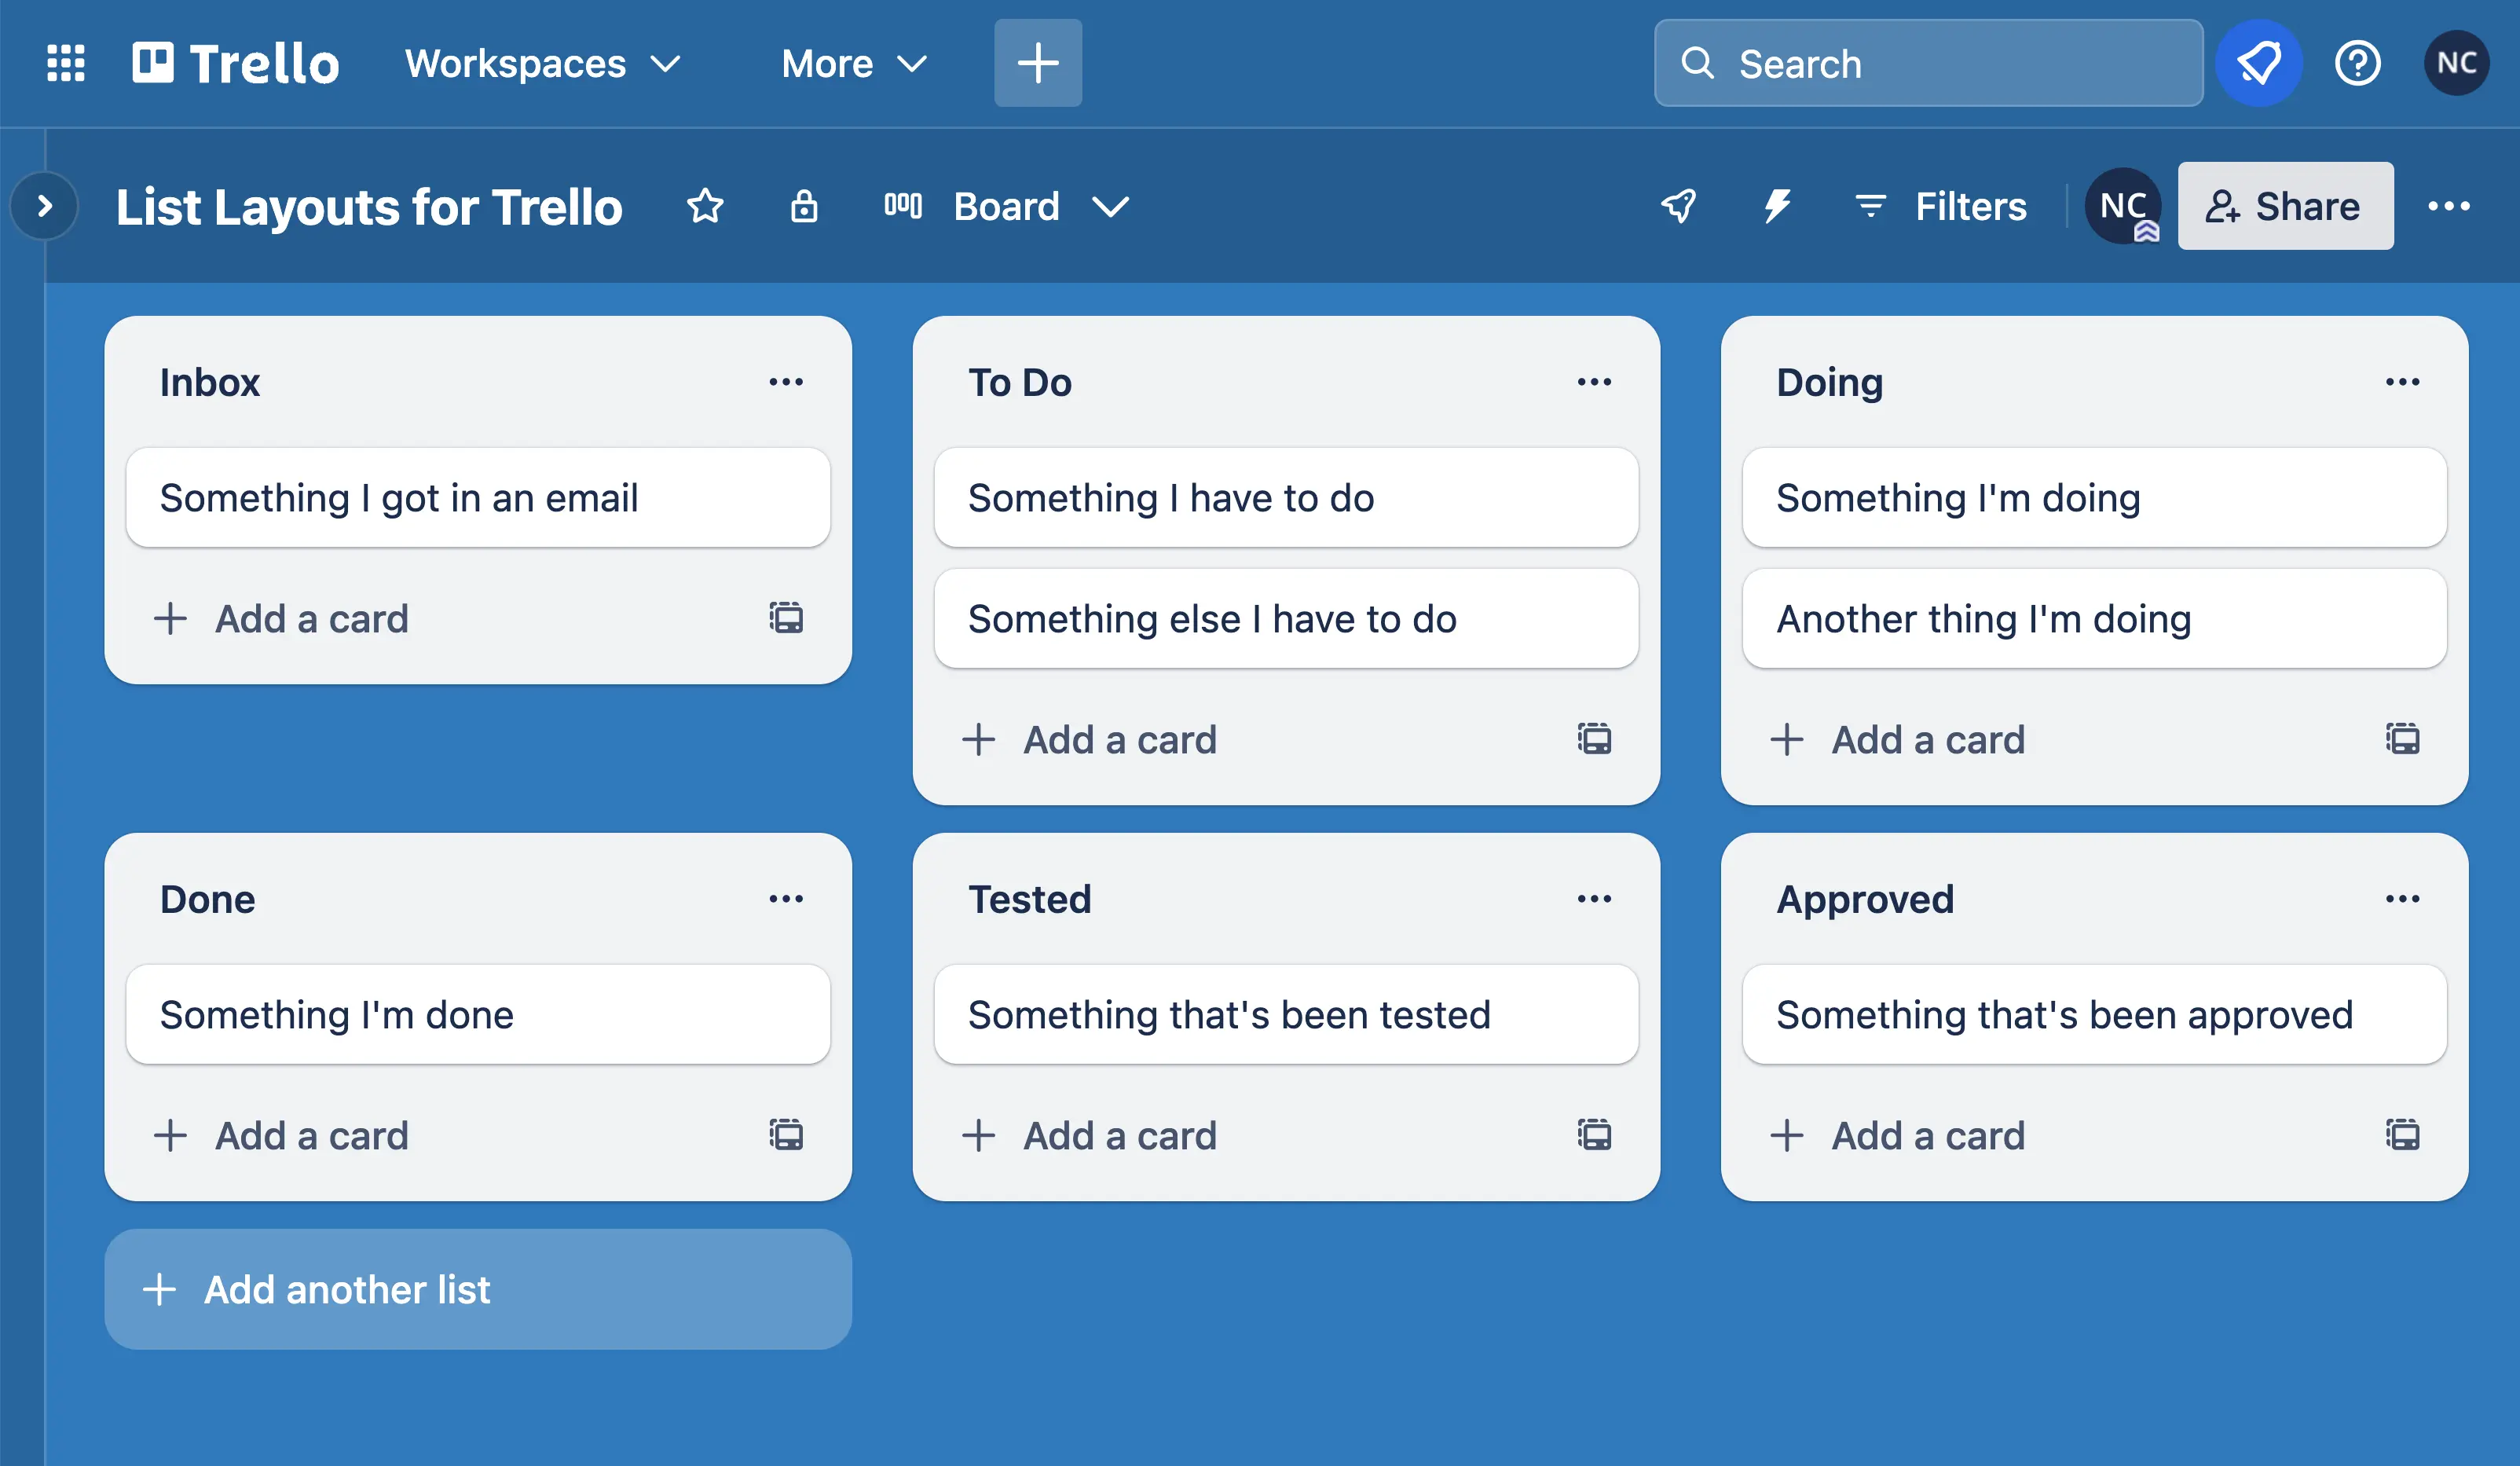 Trello Workspaces More Search NC
List Layouts for Trello Board Filters NC Share
Inbox
Something I got in an email
Add a card
To Do
Something I have to do
Something else I have to do
Add a card
Doing
Something I'm doing
Another thing I'm doing
Add a card
Done
Something I'm done
Add a card
Tested
Something that's been tested
Add a card
Approved
Something that's been approved
Add a card
Add another list